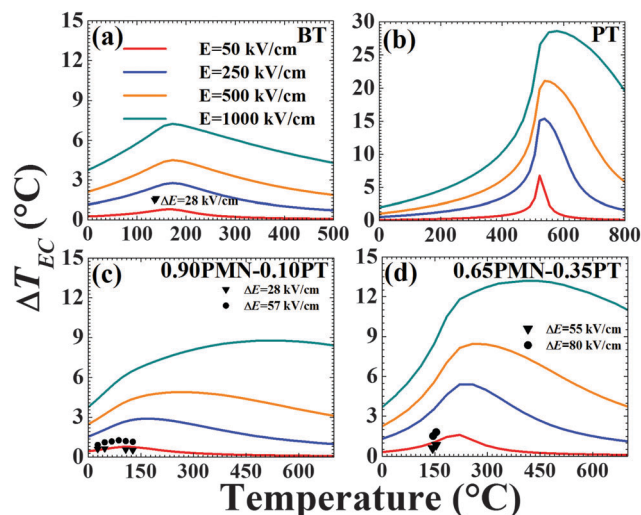 (a) BT
E=50 kV/cm
E=250 kV/cm
E=500 kV/cm
E=1000 kV/cm
ΔE=28 kV/cm
15
12
9
6
3
0
0 100 200 300 400 500
(b) PT
30
25
20
15
10
5
0
0 200 400 600 800
ΔT_EC (°C)
(c) 0.90PMN-0.10PT
ΔE=28 kV/cm
ΔE=57 kV/cm
15
12
9
6
3
0
0 150 300 450 600
(d) 0.65PMN-0.35PT
ΔE=55 kV/cm
ΔE=80 kV/cm
15
12
9
6
3
0
0 150 300 450 600
Temperature (°C)